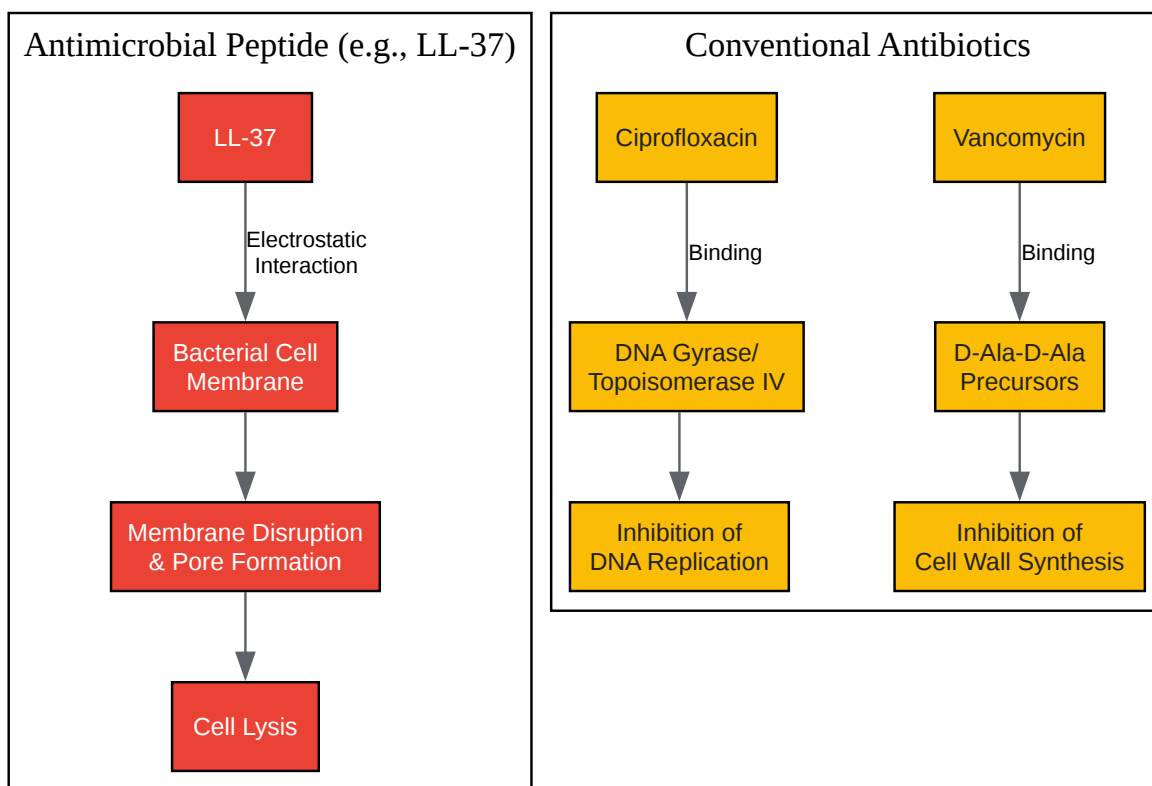 Antimicrobial Peptide (e.g., LL-37)
LL-37
Electrostatic
Interaction
Bacterial Cell
Membrane
Membrane Disruption
& Pore Formation
Cell Lysis
Conventional Antibiotics
Ciprofloxacin
Binding
DNA Gyrase/
Topoisomerase IV
Inhibition of
DNA Replication
Vancomycin
Binding
D-Ala-D-Ala
Precursors
Inhibition of
Cell Wall Synthesis